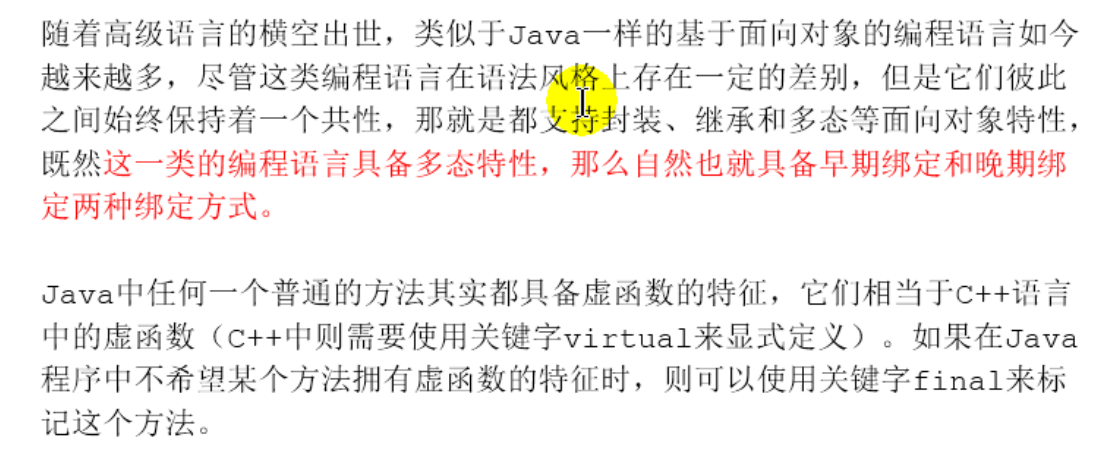 随着高级语言的横空出世，类似于Java一样的基于面向对象的编程语言如今
越来越多，尽管这类编程语言在语法风格上存在一定的差别，但是它们彼此
之间始终保持着一个共性，那就是都支持封装、继承和多态等面向对象特性，
既然这一类的编程语言具备多态特性，那么自然也就具备早期绑定和晚期绑
定两种绑定方式。
Java中任何一个普通的方法其实都具备虚函数的特征，它们相当于C++语言
中的虚函数（C++中则需要使用关键字virtual来显式定义）。如果在Java
程序中不希望某个方法拥有虚函数的特征时，则可以使用关键字final来标
记这个方法。